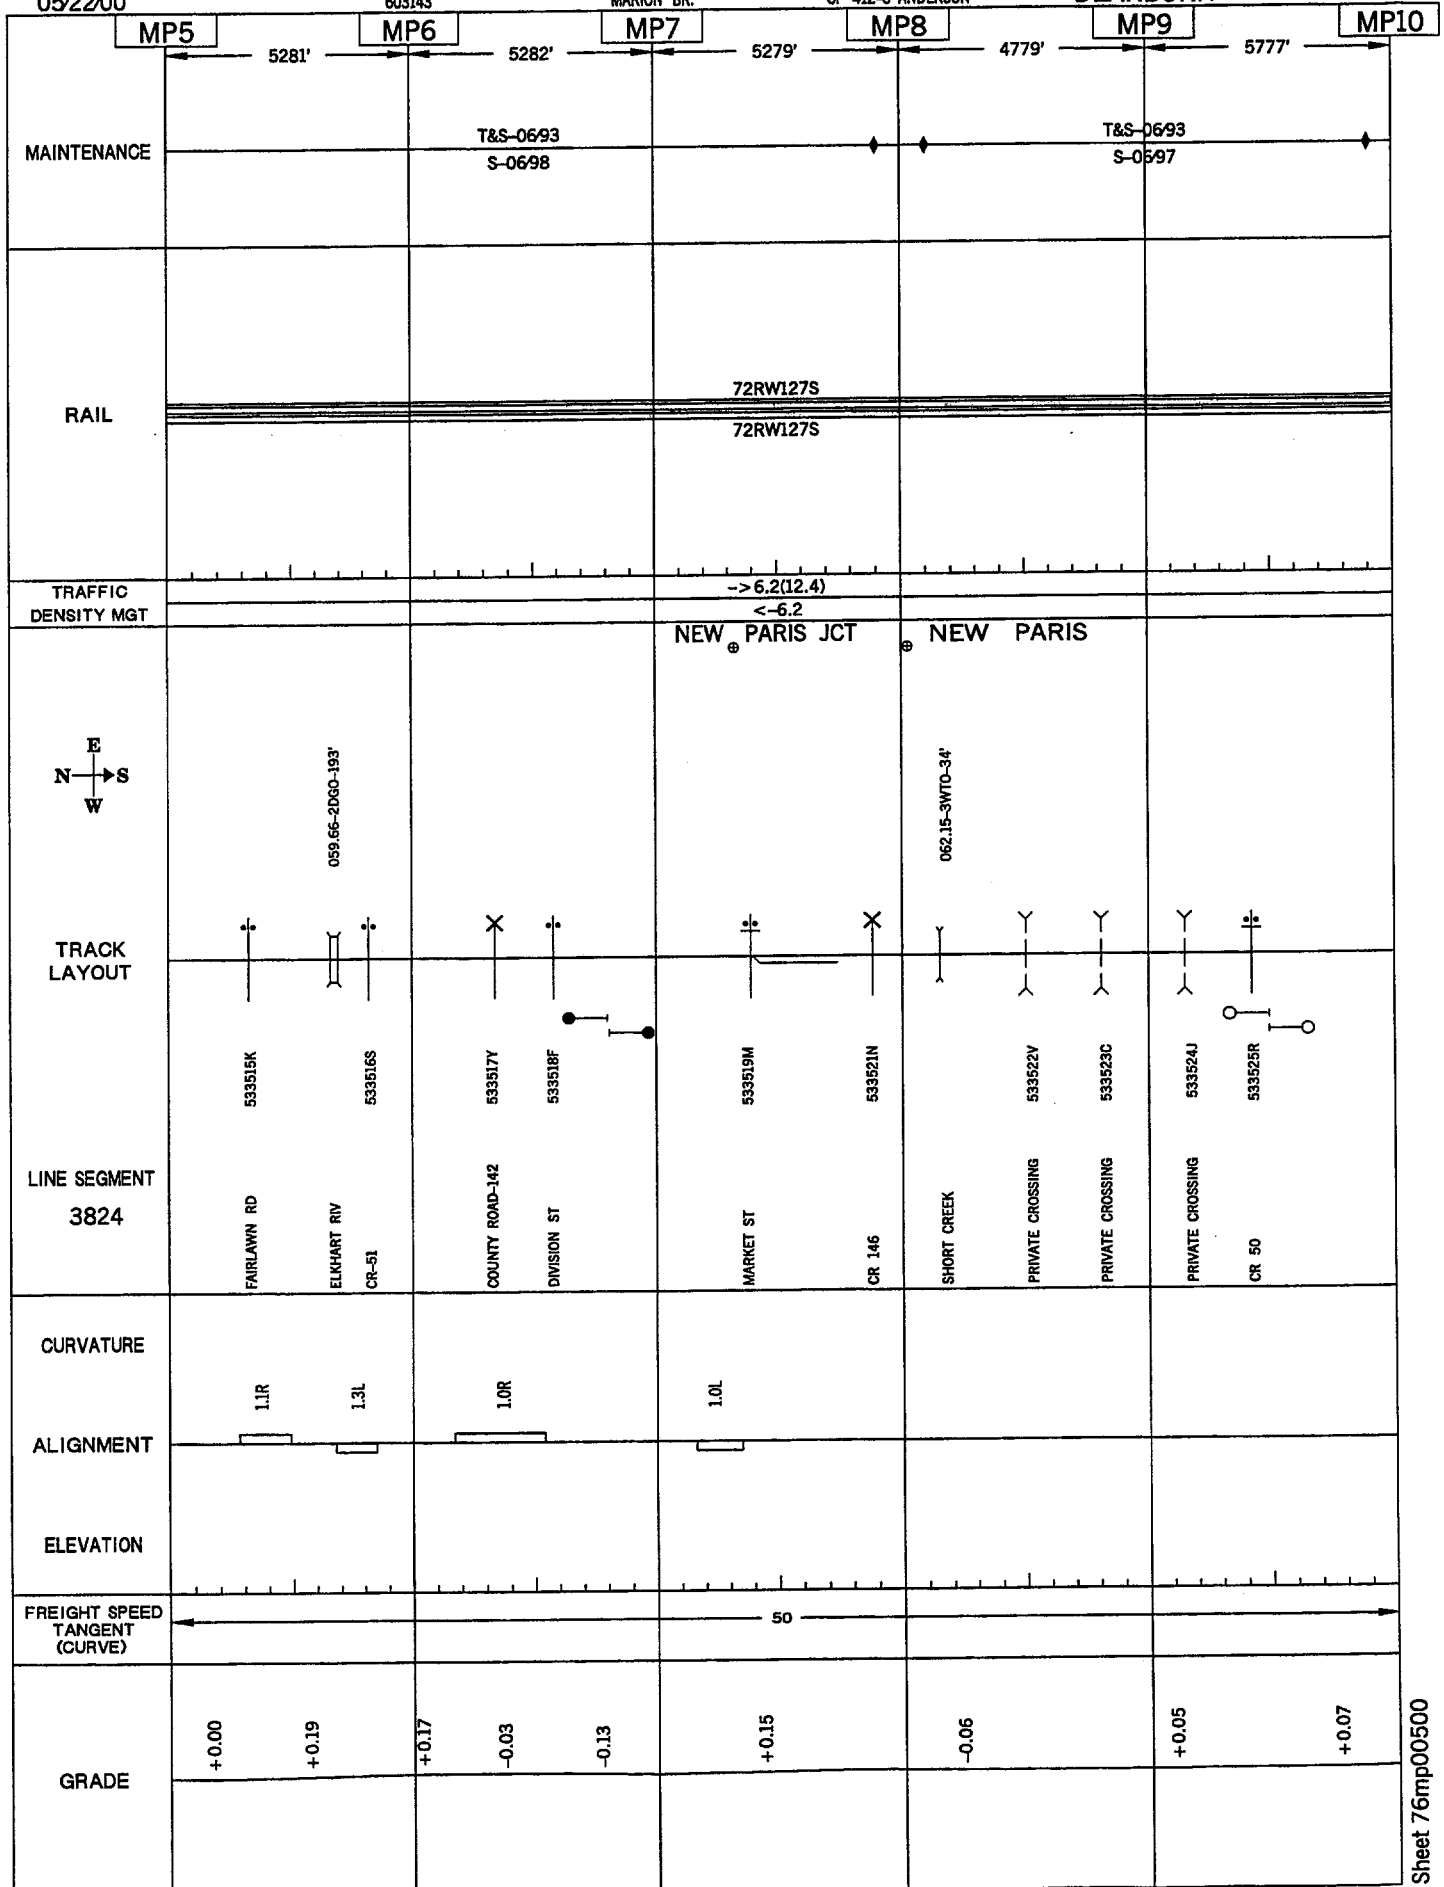 05/22/00 603143 MARION BR.
MP5 MP6 MP7 MP8 MP9 MP10
5281' 5282' 5279' 4779' 5777'
MAINTENANCE
T&S-06/93 T&S-06/93
S-06/98 S-06/97
RAIL
72RW127S
72RW127S
TRAFFIC
DENSITY MGT
->6.2(12.4)
<-6.2
NEW PARIS JCT NEW PARIS
E
N S
W
059.66-2DGO-193'
062.15-3WTO-34'
TRACK
LAYOUT
533515K
533516S
533517Y
533518F
533519M
533521N
533522V
533523C
533524J
533525R
LINE SEGMENT
3824
FAIRLAWN RD
ELKHART RIV
CR-51
COUNTY ROAD-142
DIVISION ST
MARKET ST
CR 146
SHORT CREEK
PRIVATE CROSSING
PRIVATE CROSSING
PRIVATE CROSSING
CR 50
CURVATURE
1.1R
1.3L
1.0R
1.0L
ALIGNMENT
ELEVATION
FREIGHT SPEED
TANGENT
(CURVE)
50
GRADE
+0.00
+0.19
+0.17
-0.03
-0.13
+0.15
-0.06
+0.05
+0.07
Sheet 76mp00500